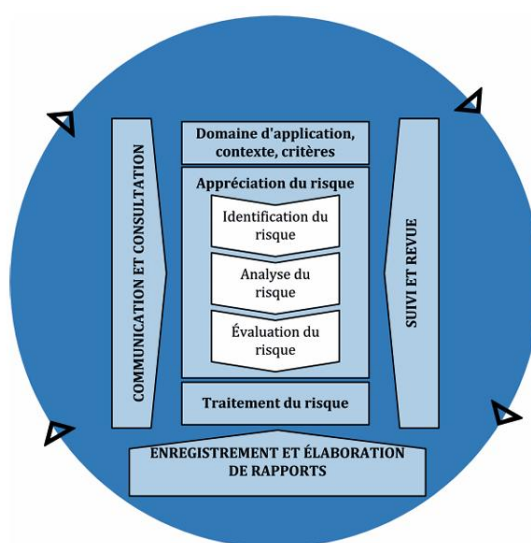 COMMUNICATION ET CONSULTATION
Domaine d'application,
contexte, critères
Appréciation du risque
Identification du
risque
Analyse du
risque
Évaluation du
risque
Traitement du risque
SUIVI ET REVUE
ENREGISTREMENT ET ÉLABORATION
DE RAPPORTS